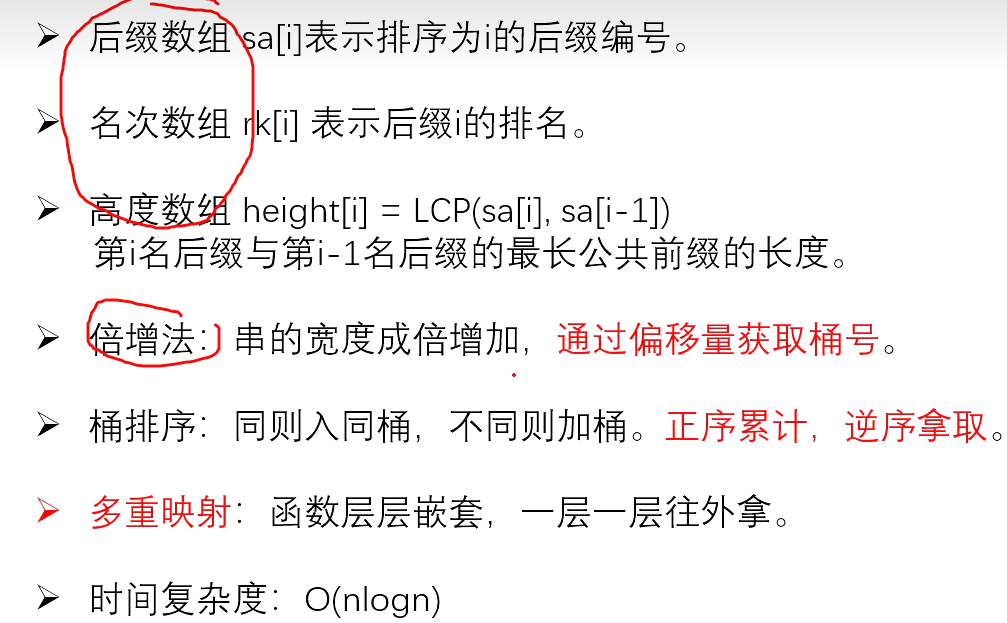 后缀数组 sa[i]表示排序为i的后缀编号。
名次数组 rk[i] 表示后缀i的排名。
高度数组 height[i] = LCP(sa[i], sa[i-1])
第i名后缀与第i-1名后缀的最长公共前缀的长度。
倍增法：串的宽度成倍增加，通过偏移量获取桶号。
桶排序：同则入同桶，不同则加桶。正序累计，逆序拿取。
多重映射：函数层层嵌套，一层一层往外拿。
时间复杂度：O(nlogn)